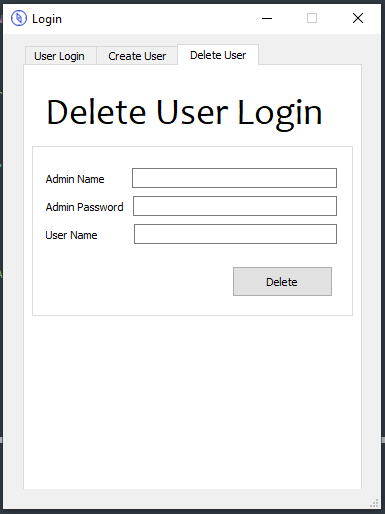 Login
User Login Create User Delete User
Delete User Login
Admin Name
Admin Password
User Name
Delete